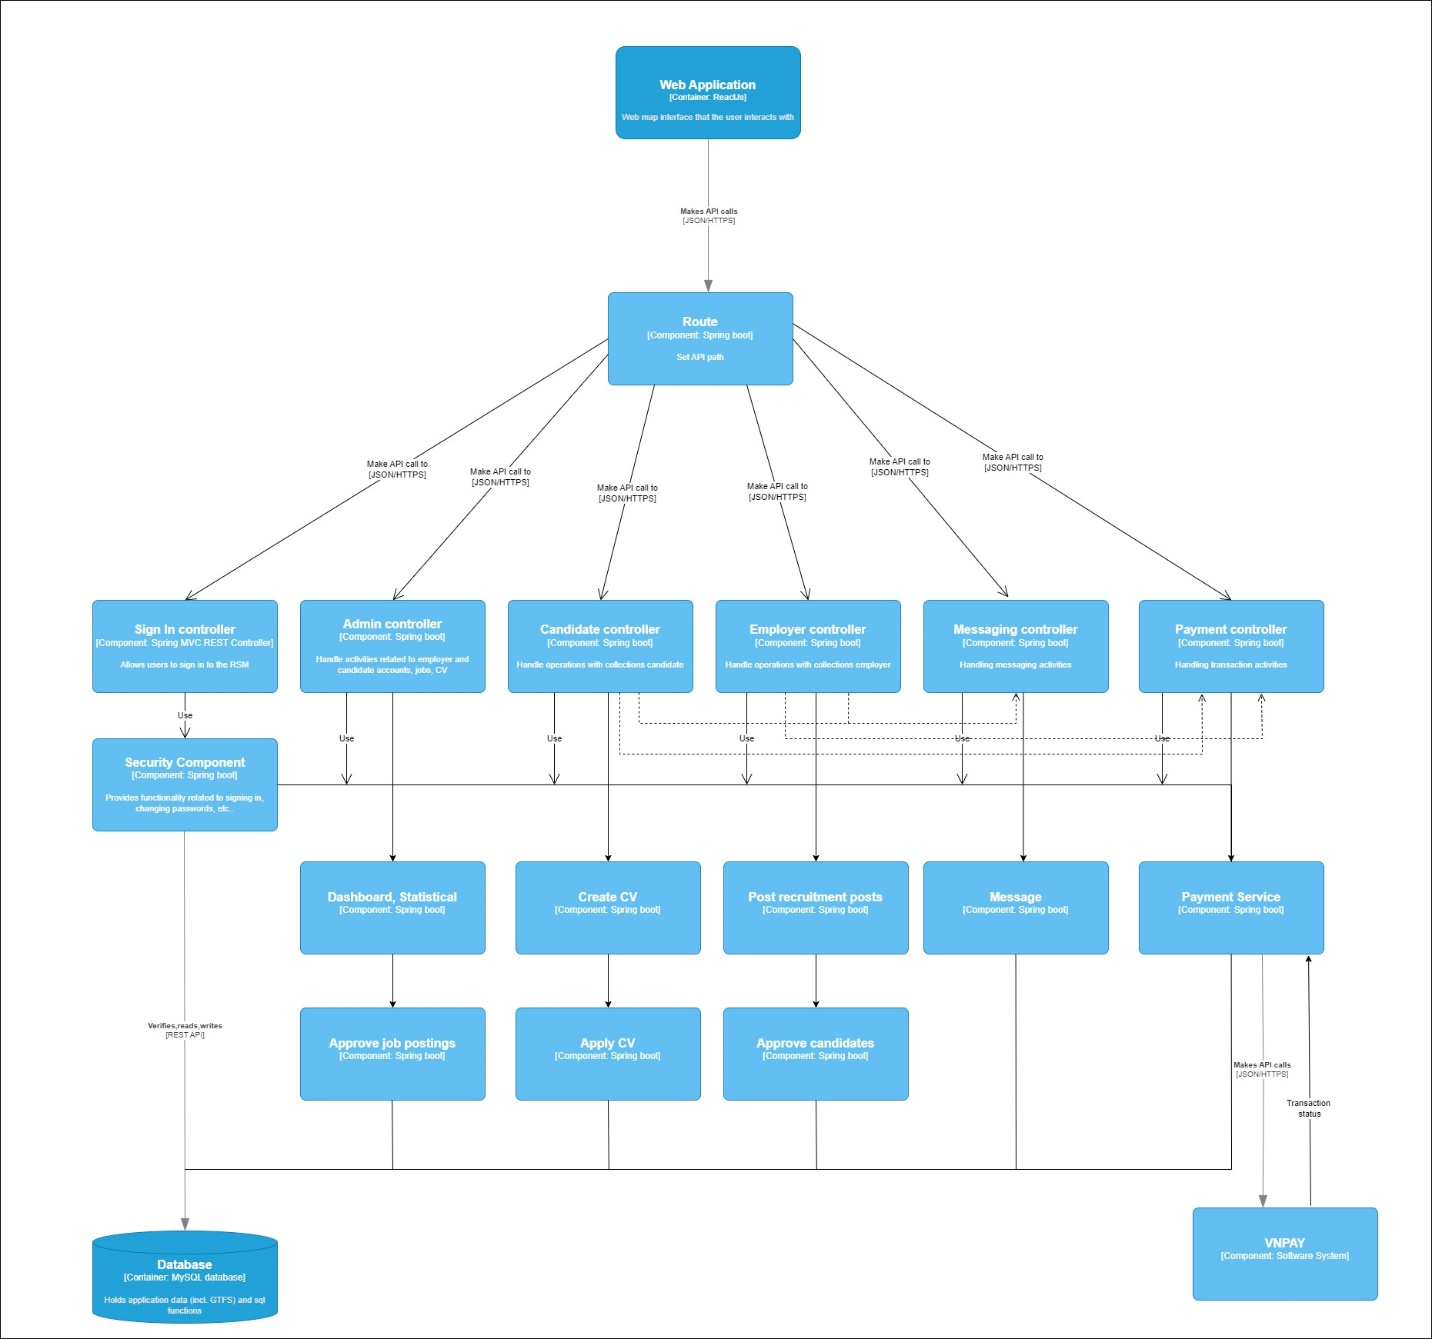 Web Application
[Container: ReactJs]
Web map interface that the user interacts with
Makes API calls
[JSON/HTTPS]
Route
[Component: Spring boot]
Set API path
Make API call to
[JSON/HTTPS]
Make API call to
[JSON/HTTPS]
Make API call to
[JSON/HTTPS]
Make API call to
[JSON/HTTPS]
Make API call to
[JSON/HTTPS]
Make API call to
[JSON/HTTPS]
Sign In controller
[Component: Spring MVC REST Controller]
Allows users to sign in to the RSM
Admin controller
[Component: Spring boot]
Handle activities related to employer and
candidate accounts, jobs, CV
Candidate controller
[Component: Spring boot]
Handle operations with collections candidate
Employer controller
[Component: Spring boot]
Handle operations with collections employer
Messaging controller
[Component: Spring boot]
Handling messaging activities
Payment controller
[Component: Spring boot]
Handling transaction activities
Use
Use
Use
Use
Use
Use
Security Component
[Component: Spring boot]
Provides functionality related to signing in,
changing passwords, etc..
Dashboard, Statistical
[Component: Spring boot]
Create CV
[Component: Spring boot]
Post recruitment posts
[Component: Spring boot]
Message
[Component: Spring boot]
Payment Service
[Component: Spring boot]
Verifies,reads,writes
[REST API]
Approve job postings
[Component: Spring boot]
Apply CV
[Component: Spring boot]
Approve candidates
[Component: Spring boot]
Makes API calls
[JSON/HTTPS]
Transaction
status
VNPAY
[Component: Software System]
Database
[Container: MySQL database]
Holds application data (incl. GTFS) and sql
functions